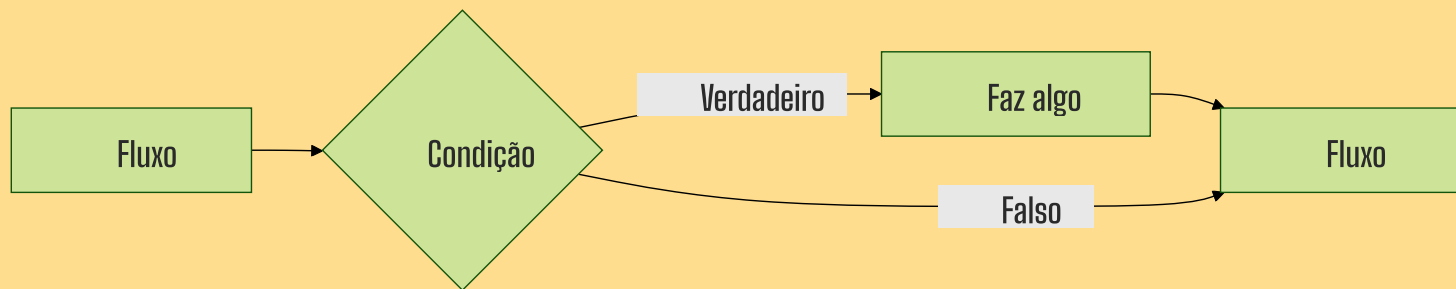 Fluxo
Condição
Verdadeiro
Faz algo
Falso
Fluxo